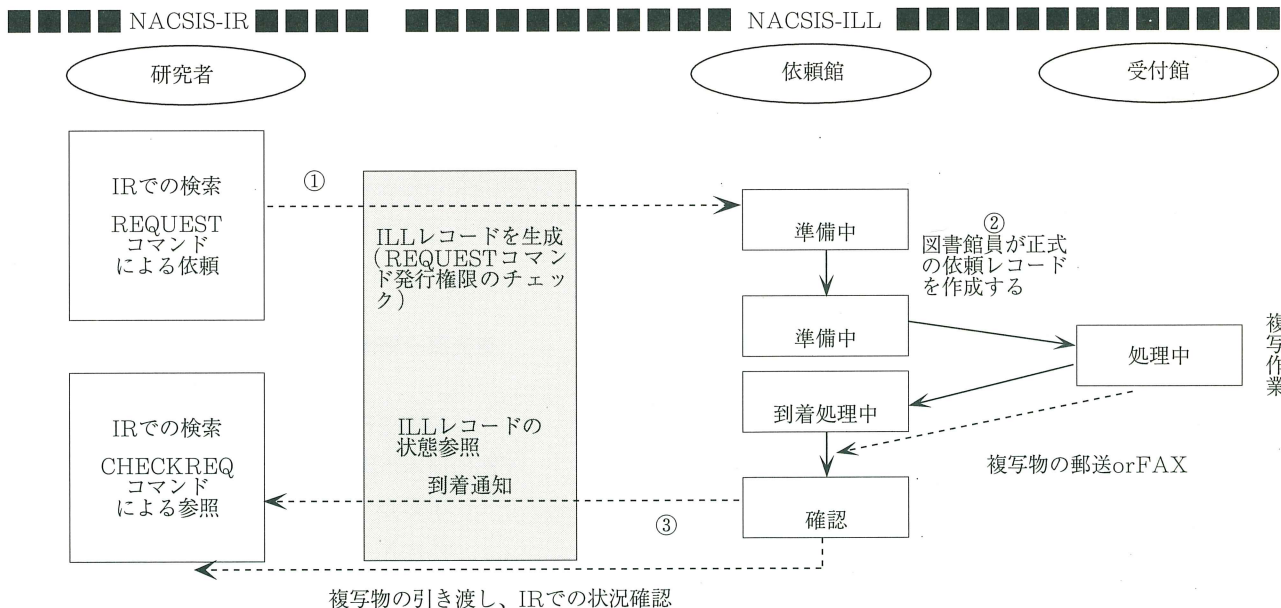 NACSIS-IR
NACSIS-ILL
研究者
依頼館
受付館
IRでの検索
REQUEST
コマンド
による依頼
①
ILLレコードを生成
(REQUESTコマン
ド発行権限のチェッ
ク)
準備中
②
図書館員が正式
の依頼レコード
を作成する
準備中
処理中
複写作業
到着処理中
IRでの検索
CHECKREQ
コマンド
による参照
ILLレコードの
状態参照
到着通知
複写物の郵送orFAX
③
確認
複写物の引き渡し、IRでの状況確認